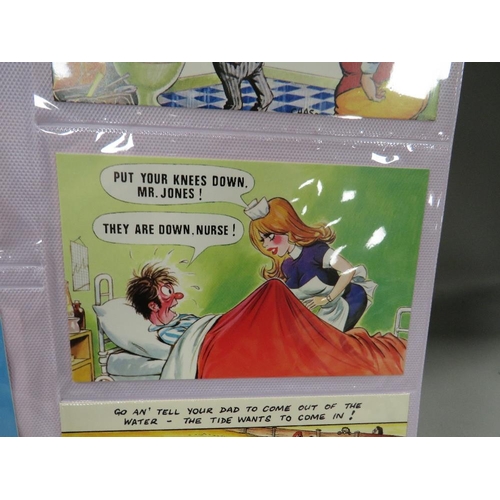 PUT YOUR KNEES DOWN,
MR. JONES!
THEY ARE DOWN, NURSE!
GO AN' TELL YOUR DAD TO COME OUT OF THE
WATER - THE TIDE WANTS TO COME IN!